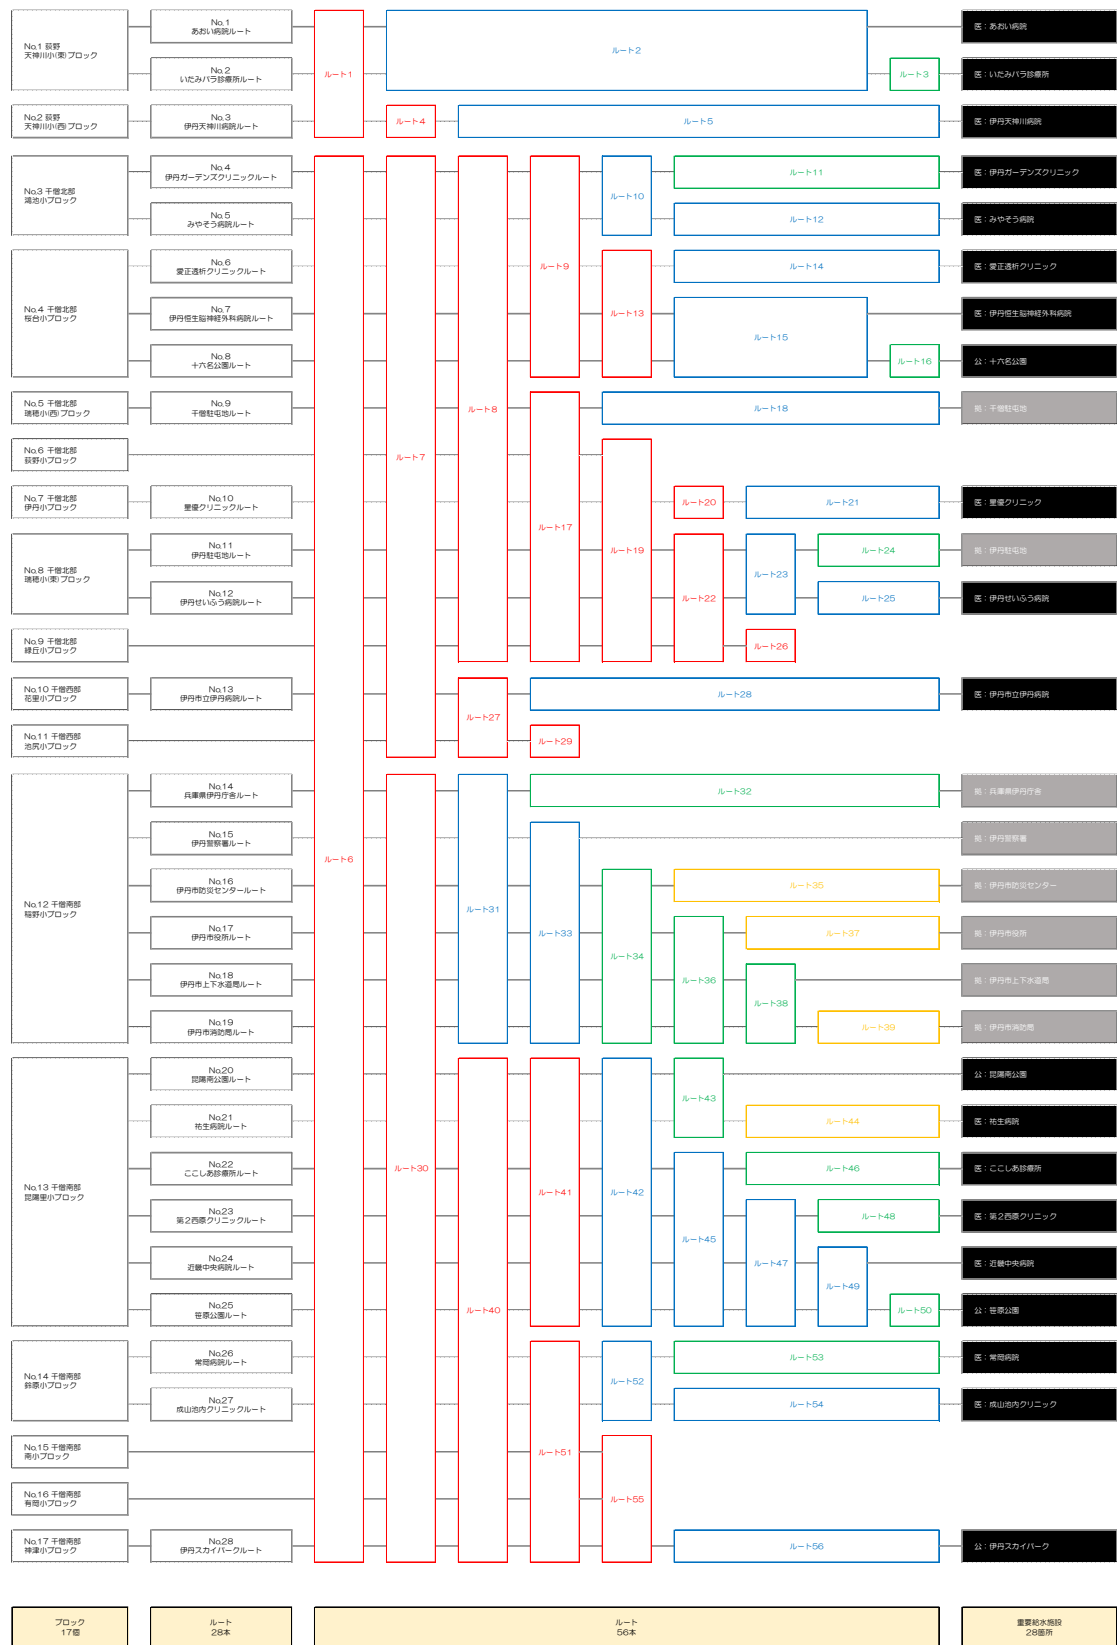 No.1 荻野
天神川小(東)ブロック
No.1
あおい病院ルート
ルート1
ルート2
医：あおい病院
No.2
いたみバラ診療所ルート
ルート3
医：いたみバラ診療所
No.2 荻野
天神川小(西)ブロック
No.3
伊丹天神川病院ルート
ルート4
ルート5
医：伊丹天神川病院
No.3 千僧北部
鴻池小ブロック
No.4
伊丹ガーデンズクリニックルート
ルート10
ルート11
医：伊丹ガーデンズクリニック
No.5
みやそう病院ルート
ルート12
医：みやそう病院
No.4 千僧北部
桜台小ブロック
No.6
愛正透析クリニックルート
ルート9
ルート14
医：愛正透析クリニック
No.7
伊丹恒生脳神経外科病院ルート
ルート13
ルート15
医：伊丹恒生脳神経外科病院
No.8
十六名公園ルート
ルート16
公：十六名公園
No.5 千僧北部
瑞穂小(西)ブロック
No.9
千僧駐屯地ルート
ルート8
ルート18
拠：千僧駐屯地
No.6 千僧北部
荻野小ブロック
ルート7
No.7 千僧北部
伊丹小ブロック
No.10
星優クリニックルート
ルート17
ルート20
ルート21
医：星優クリニック
No.8 千僧北部
瑞穂小(東)ブロック
No.11
伊丹駐屯地ルート
ルート19
ルート23
ルート24
拠：伊丹駐屯地
No.12
伊丹せいふう病院ルート
ルート22
ルート25
医：伊丹せいふう病院
No.9 千僧北部
緑丘小ブロック
ルート26
No.10 千僧西部
花里小ブロック
No.13
伊丹市立伊丹病院ルート
ルート27
ルート28
医：伊丹市立伊丹病院
No.11 千僧西部
池尻小ブロック
ルート29
No.12 千僧南部
稲野小ブロック
No.14
兵庫県伊丹庁舎ルート
ルート32
拠：兵庫県伊丹庁舎
No.15
伊丹警察署ルート
ルート6
拠：伊丹警察署
No.16
伊丹市防災センタールート
ルート31
ルート35
拠：伊丹市防災センター
No.17
伊丹市役所ルート
ルート33
ルート34
ルート37
拠：伊丹市役所
No.18
伊丹市上下水道局ルート
ルート36
ルート38
拠：伊丹市上下水道局
No.19
伊丹市消防局ルート
ルート39
拠：伊丹市消防局
No.13 千僧南部
昆陽里小ブロック
No.20
昆陽南公園ルート
ルート43
公：昆陽南公園
No.21
祐生病院ルート
ルート44
医：祐生病院
No.22
ここしあ診療所ルート
ルート30
ルート46
医：ここしあ診療所
No.23
第２西原クリニックルート
ルート41
ルート42
ルート45
ルート48
医：第２西原クリニック
No.24
近畿中央病院ルート
ルート47
ルート49
医：近畿中央病院
No.25
笹原公園ルート
ルート40
ルート50
公：笹原公園
No.14 千僧南部
鈴原小ブロック
No.26
常岡病院ルート
ルート52
ルート53
医：常岡病院
No.27
成山池内クリニックルート
ルート54
医：成山池内クリニック
No.15 千僧南部
南小ブロック
ルート51
No.16 千僧南部
有岡小ブロック
ルート55
No.17 千僧南部
神津小ブロック
No.28
伊丹スカイパークルート
ルート56
公：伊丹スカイパーク
ブロック
17個
ルート
28本
ルート
56本
重要給水施設
28箇所